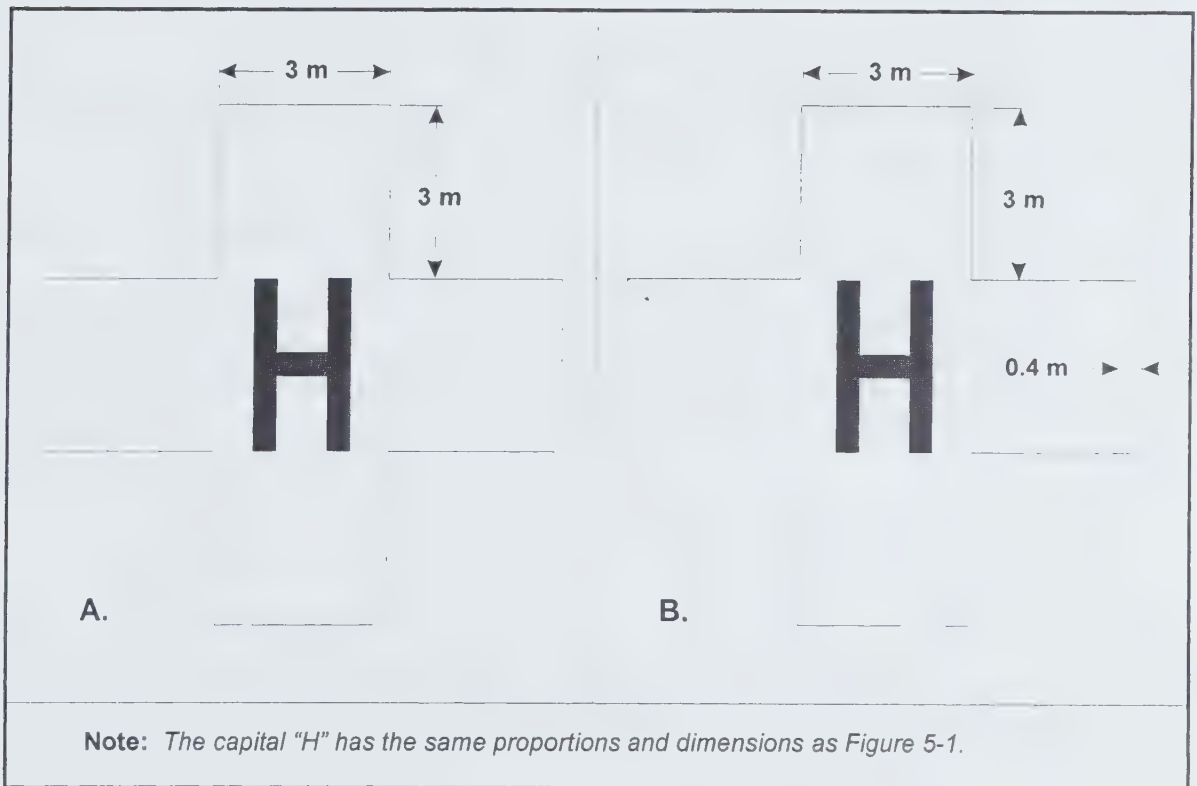 3 m
3 m
3 m
3 m
H
H
0.4 m
A.
B.
Note: The capital “H” has the same proportions and dimensions as Figure 5-1.